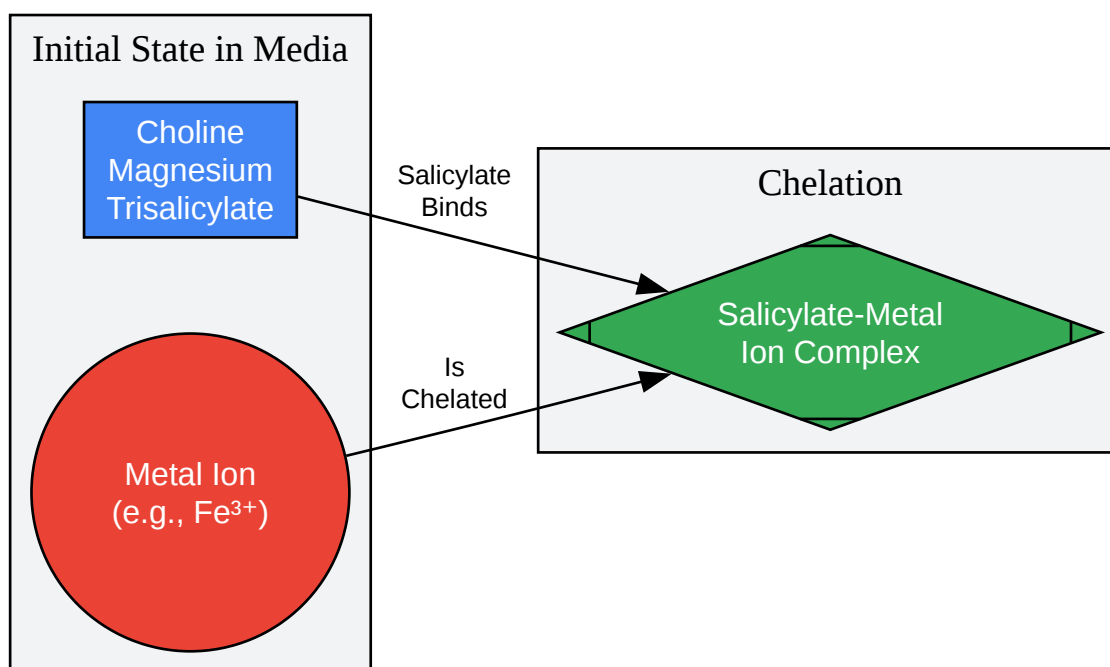 Initial State in Media
Choline
Magnesium
Trisalicylate
Salicylate
Binds
Chelation
Salicylate-Metal
Ion Complex
Is
Chelated
Metal Ion
(e.g., Fe³⁺)